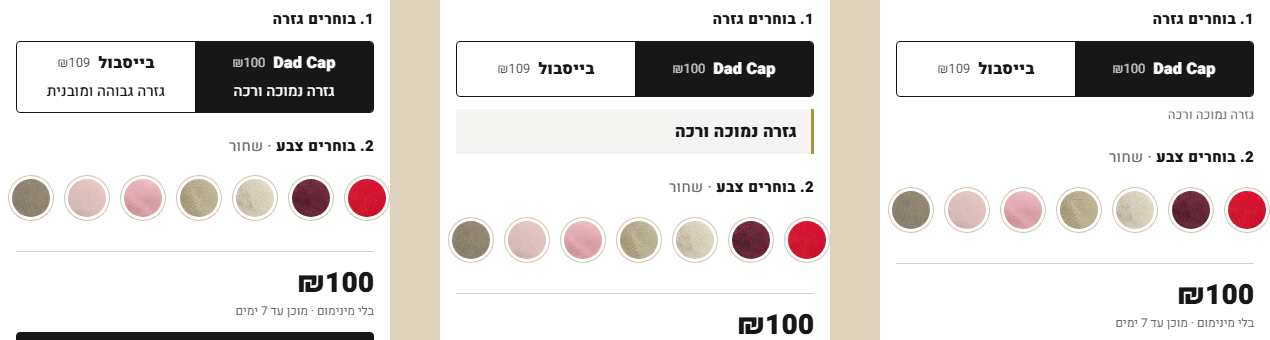 1. בוחרים גזרה
Dad Cap ₪100
בייסבול ₪109
גזרה נמוכה ורכה
גזרה גבוהה ומובנית
2. בוחרים צבע · שחור
₪100
בלי מינימום · מוכן עד 7 ימים
1. בוחרים גזרה
Dad Cap ₪100
בייסבול ₪109
גזרה נמוכה ורכה
2. בוחרים צבע · שחור
₪100
1. בוחרים גזרה
Dad Cap ₪100
בייסבול ₪109
גזרה נמוכה ורכה
2. בוחרים צבע · שחור
₪100
בלי מינימום · מוכן עד 7 ימים